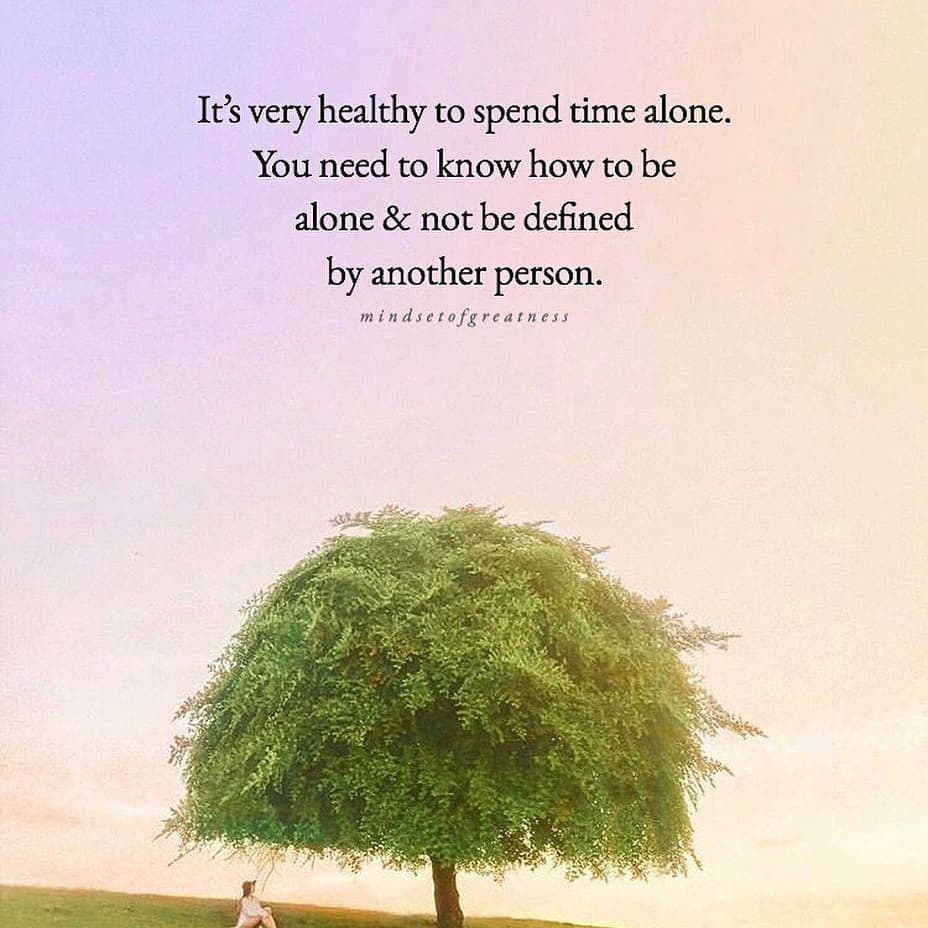 It’s very healthy to spend time alone.
You need to know how to be
alone & not be defined
by another person.
mindsetofgreatness